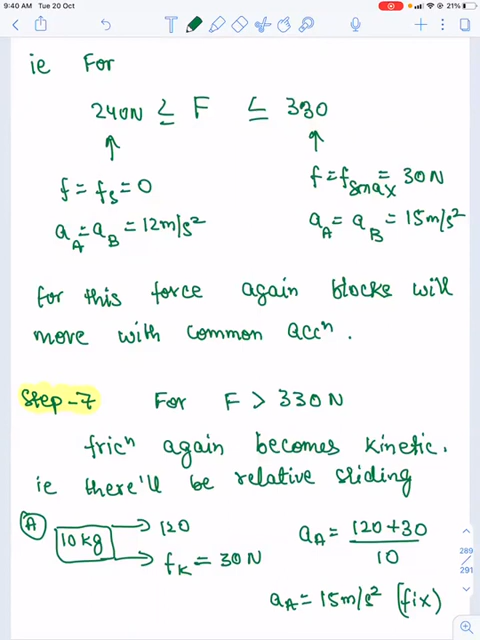 9:40 AM Tue 20 Oct
21%
ie For
240N ≤ F ≤ 330
↑ ↑
f = fs = 0
f = fsmax = 30N
aA = aB = 12m/s²
aA = aB = 15m/s²
for this force again blocks will
move with common accⁿ.
Step-7 For F > 330N
fricⁿ again becomes kinetic.
ie there'll be relative sliding
A
10 kg → 120
→ fK = 30N
aA = 120+30
10
aA = 15m/s² (fix)
289
291